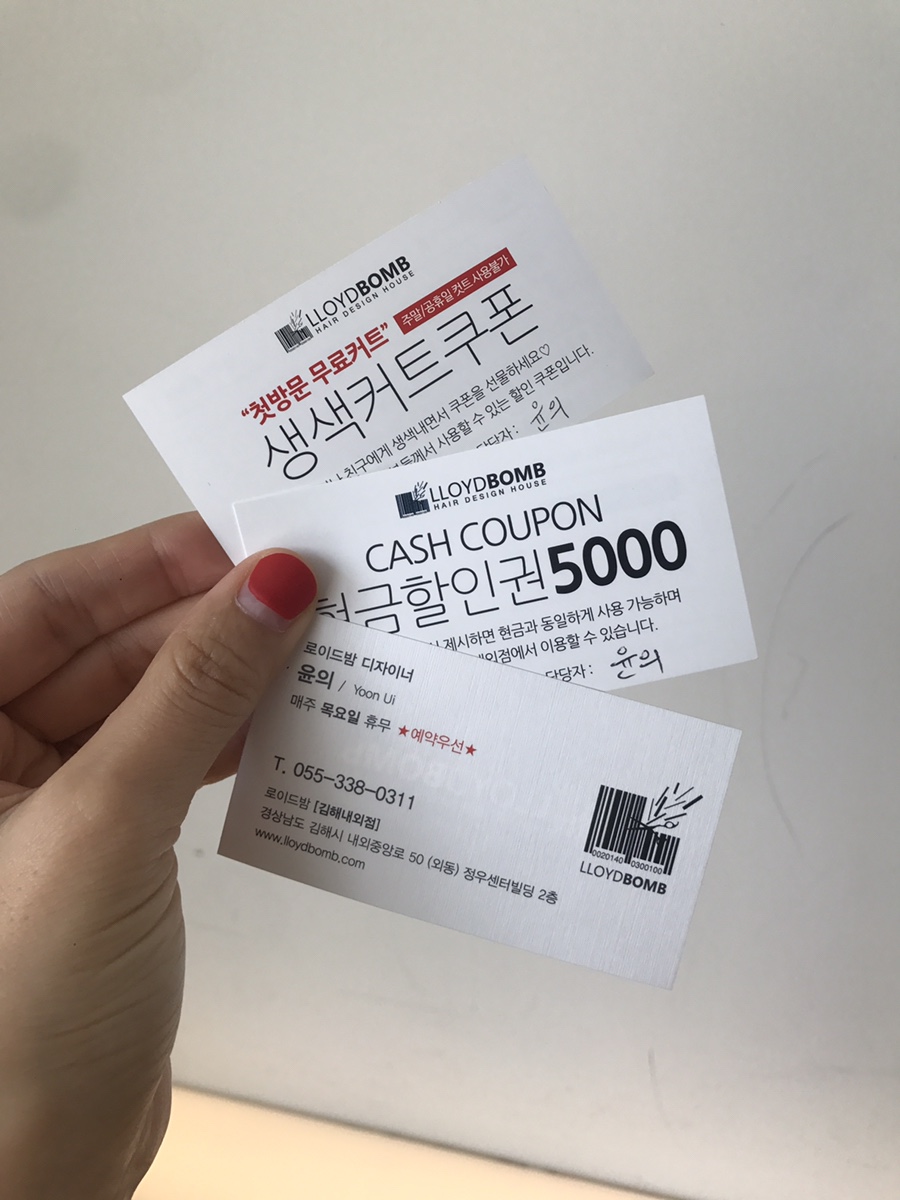 LLOYDBOMB
HAIR DESIGN HOUSE
“첫방문 무료커트” 주말/공휴일 컷트 사용불가
생색커트쿠폰
친구에게 생색내면서 쿠폰을 선물하세요♡
사용할 수 있는 할인 쿠폰입니다.
담당자 : 윤의
LLOYDBOMB
HAIR DESIGN HOUSE
CASH COUPON
현금할인권5000
제시하면 현금과 동일하게 사용 가능하며
이용할 수 있습니다.
담당자 : 윤의
로이드밤 디자이너
윤의 / Yoon Ui
매주 목요일 휴무 ★예약우선★
T. 055-338-0311
로이드밤 [김해내외점]
경상남도 김해시 내외중앙로 50 (외동) 정우센터빌딩 2층
www.lloydbomb.com
0020140 0300100
LLOYDBOMB